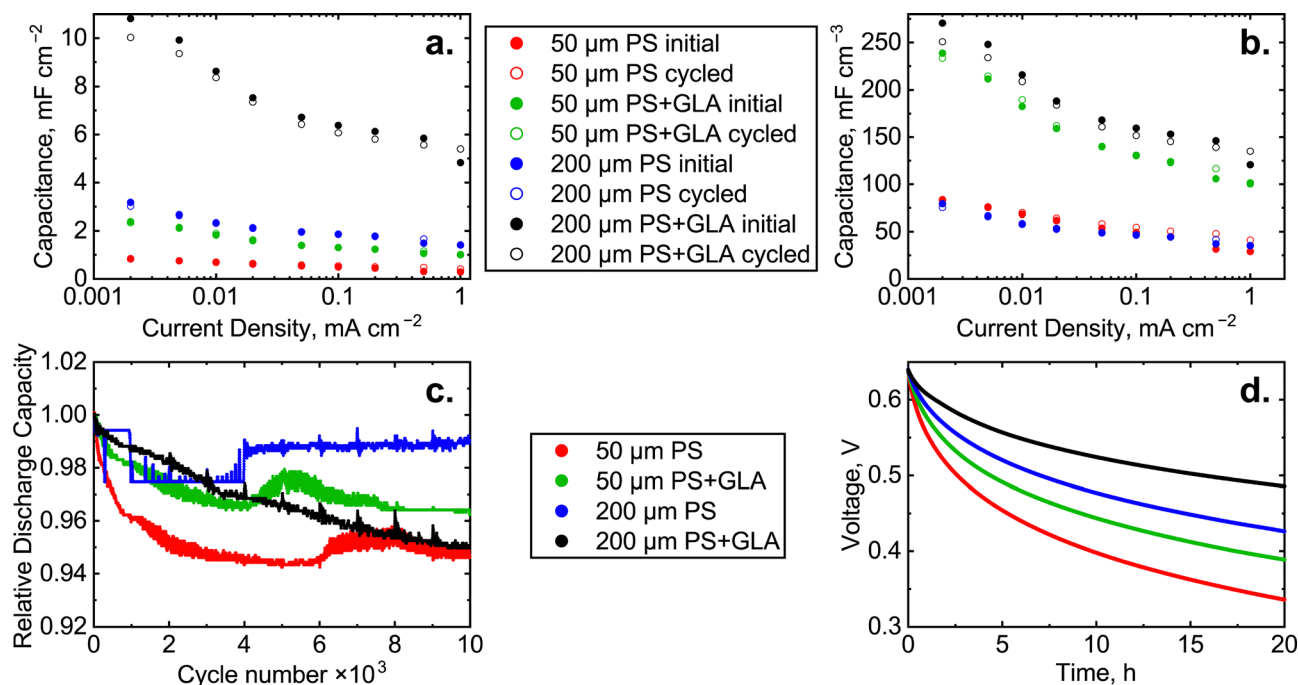 a.
Capacitance, mF cm⁻²
10
8
6
4
2
0
0.001
0.01
0.1
1
Current Density, mA cm⁻²
50 µm PS initial
50 µm PS cycled
50 µm PS+GLA initial
50 µm PS+GLA cycled
200 µm PS initial
200 µm PS cycled
200 µm PS+GLA initial
200 µm PS+GLA cycled
b.
Capacitance, mF cm⁻³
250
200
150
100
50
0
0.001
0.01
0.1
1
Current Density, mA cm⁻²
c.
Relative Discharge Capacity
1.02
1.00
0.98
0.96
0.94
0.92
0
2
4
6
8
10
Cycle number ×10³
50 µm PS
50 µm PS+GLA
200 µm PS
200 µm PS+GLA
d.
Voltage, V
0.6
0.5
0.4
0.3
0
5
10
15
20
Time, h